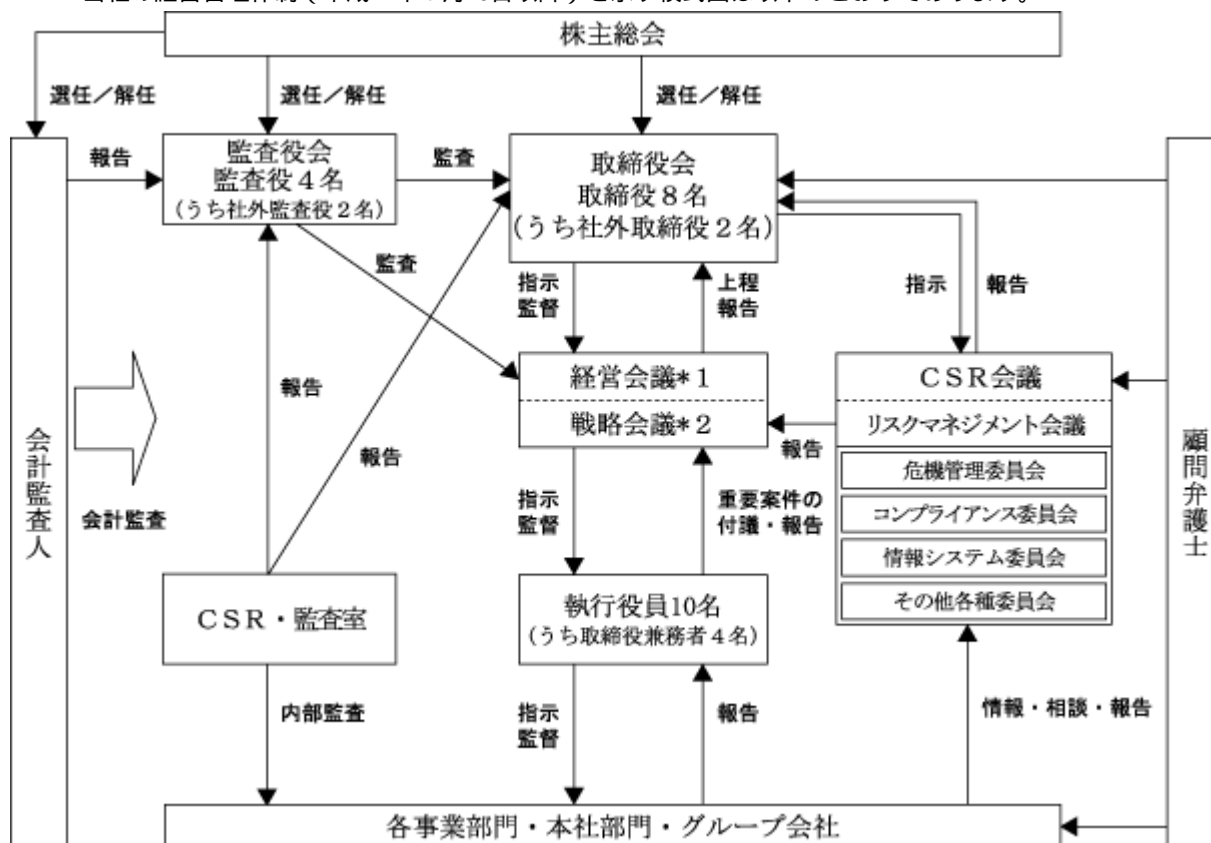 株主総会
選任／解任
選任／解任
選任／解任
報告
監査役会
監査役４名
(うち社外監査役２名)
監査
取締役会
取締役８名
(うち社外取締役２名)
監査
指示
監督
上程
報告
指示
報告
会計監査人
会計監査
報告
報告
経営会議*１
戦略会議*２
報告
ＣＳＲ会議
リスクマネジメント会議
危機管理委員会
コンプライアンス委員会
情報システム委員会
その他各種委員会
顧問弁護士
指示
監督
重要案件の
付議・報告
ＣＳＲ・監査室
執行役員10名
(うち取締役兼務者４名)
内部監査
指示
監督
報告
情報・相談・報告
各事業部門・本社部門・グループ会社